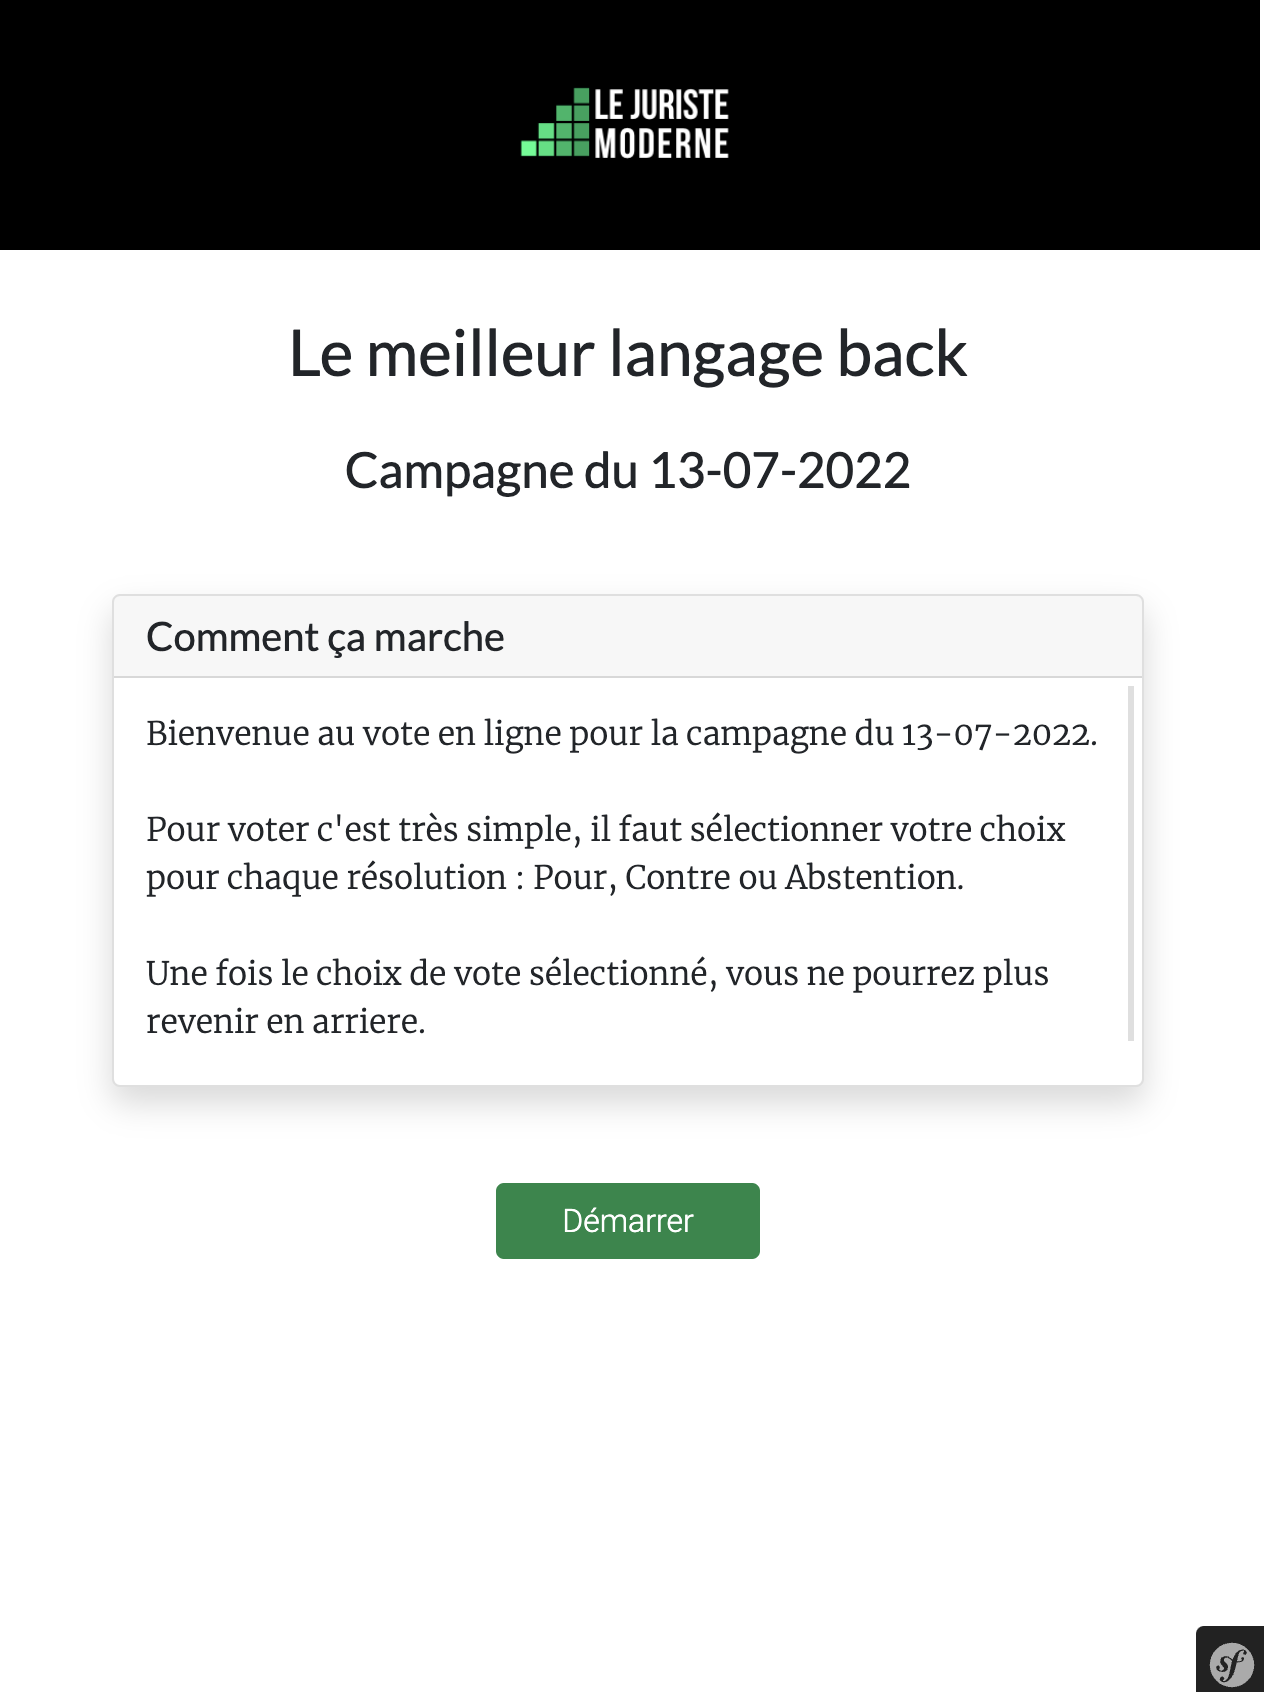 LE JURISTE
MODERNE
Le meilleur langage back
Campagne du 13-07-2022
Comment ça marche
Bienvenue au vote en ligne pour la campagne du 13-07-2022.
Pour voter c'est très simple, il faut sélectionner votre choix
pour chaque résolution : Pour, Contre ou Abstention.
Une fois le choix de vote sélectionné, vous ne pourrez plus
revenir en arriere.
Démarrer
sf